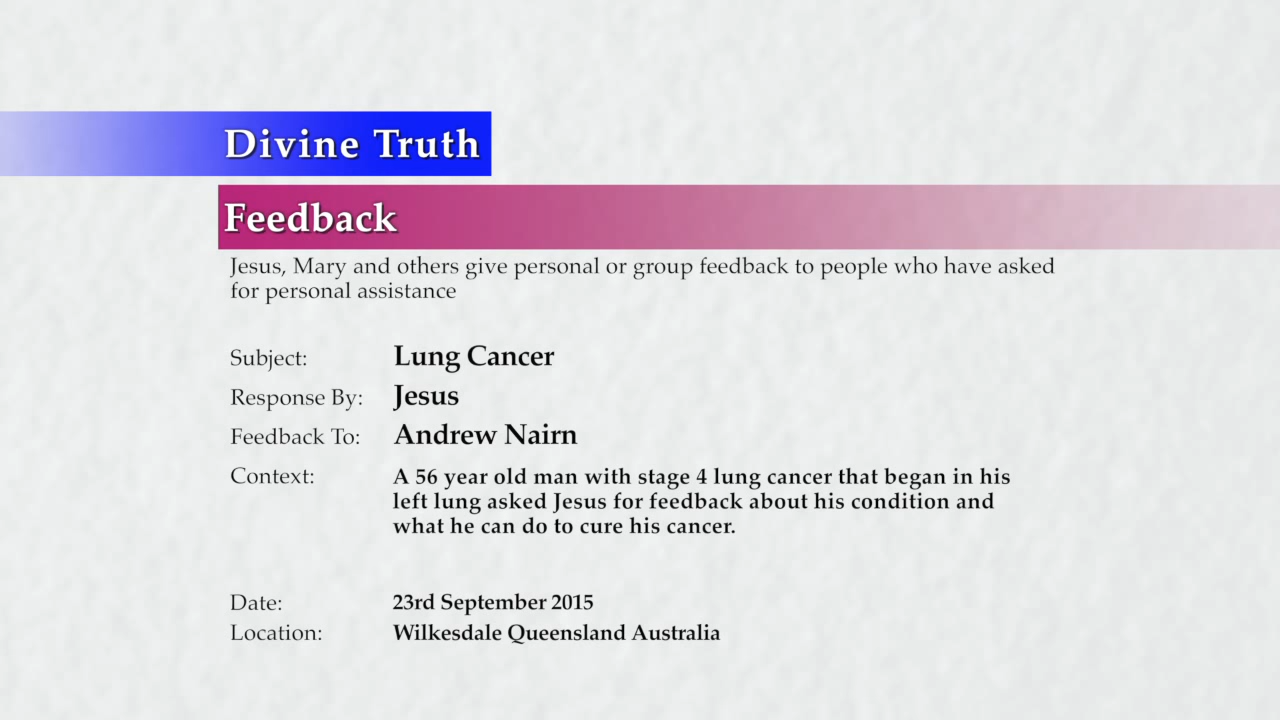 Divine Truth
Feedback
Jesus, Mary and others give personal or group feedback to people who have asked
for personal assistance
Subject: Lung Cancer
Response By: Jesus
Feedback To: Andrew Nairn
Context: A 56 year old man with stage 4 lung cancer that began in his
left lung asked Jesus for feedback about his condition and
what he can do to cure his cancer.
Date: 23rd September 2015
Location: Wilkesdale Queensland Australia